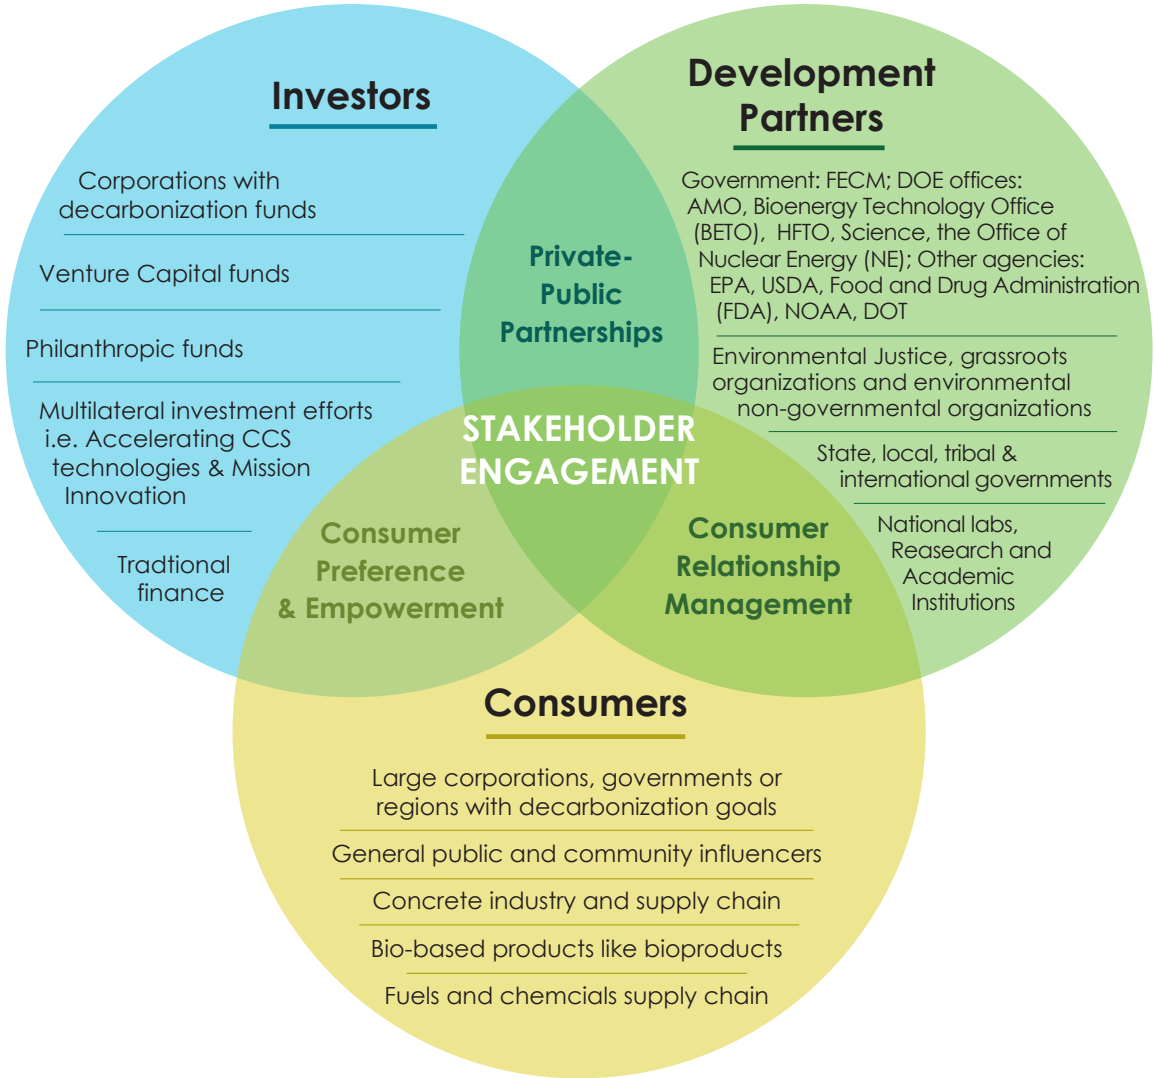 Investors
Corporations with
decarbonization funds
Venture Capital funds
Philanthropic funds
Multilateral investment efforts
i.e. Accelerating CCS
technologies & Mission
Innovation
Tradtional
finance
Development
Partners
Government: FECM; DOE offices:
AMO, Bioenergy Technology Office
(BETO), HFTO, Science, the Office of
Nuclear Energy (NE); Other agencies:
EPA, USDA, Food and Drug Administration
(FDA), NOAA, DOT
Environmental Justice, grassroots
organizations and environmental
non-governmental organizations
State, local, tribal &
international governments
National labs,
Reasearch and
Academic
Institutions
Private-
Public
Partnerships
STAKEHOLDER
ENGAGEMENT
Consumer
Preference
& Empowerment
Consumer
Relationship
Management
Consumers
Large corporations, governments or
regions with decarbonization goals
General public and community influencers
Concrete industry and supply chain
Bio-based products like bioproducts
Fuels and chemcials supply chain